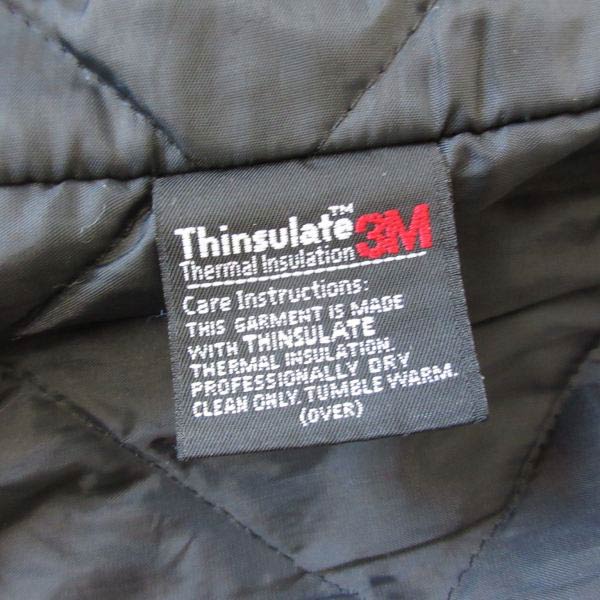 Thinsulate™ 3M
Thermal Insulation
Care Instructions:
THIS GARMENT IS MADE
WITH THINSULATE
THERMAL INSULATION.
PROFESSIONALLY DRY
CLEAN ONLY, TUMBLE WARM.
(OVER)